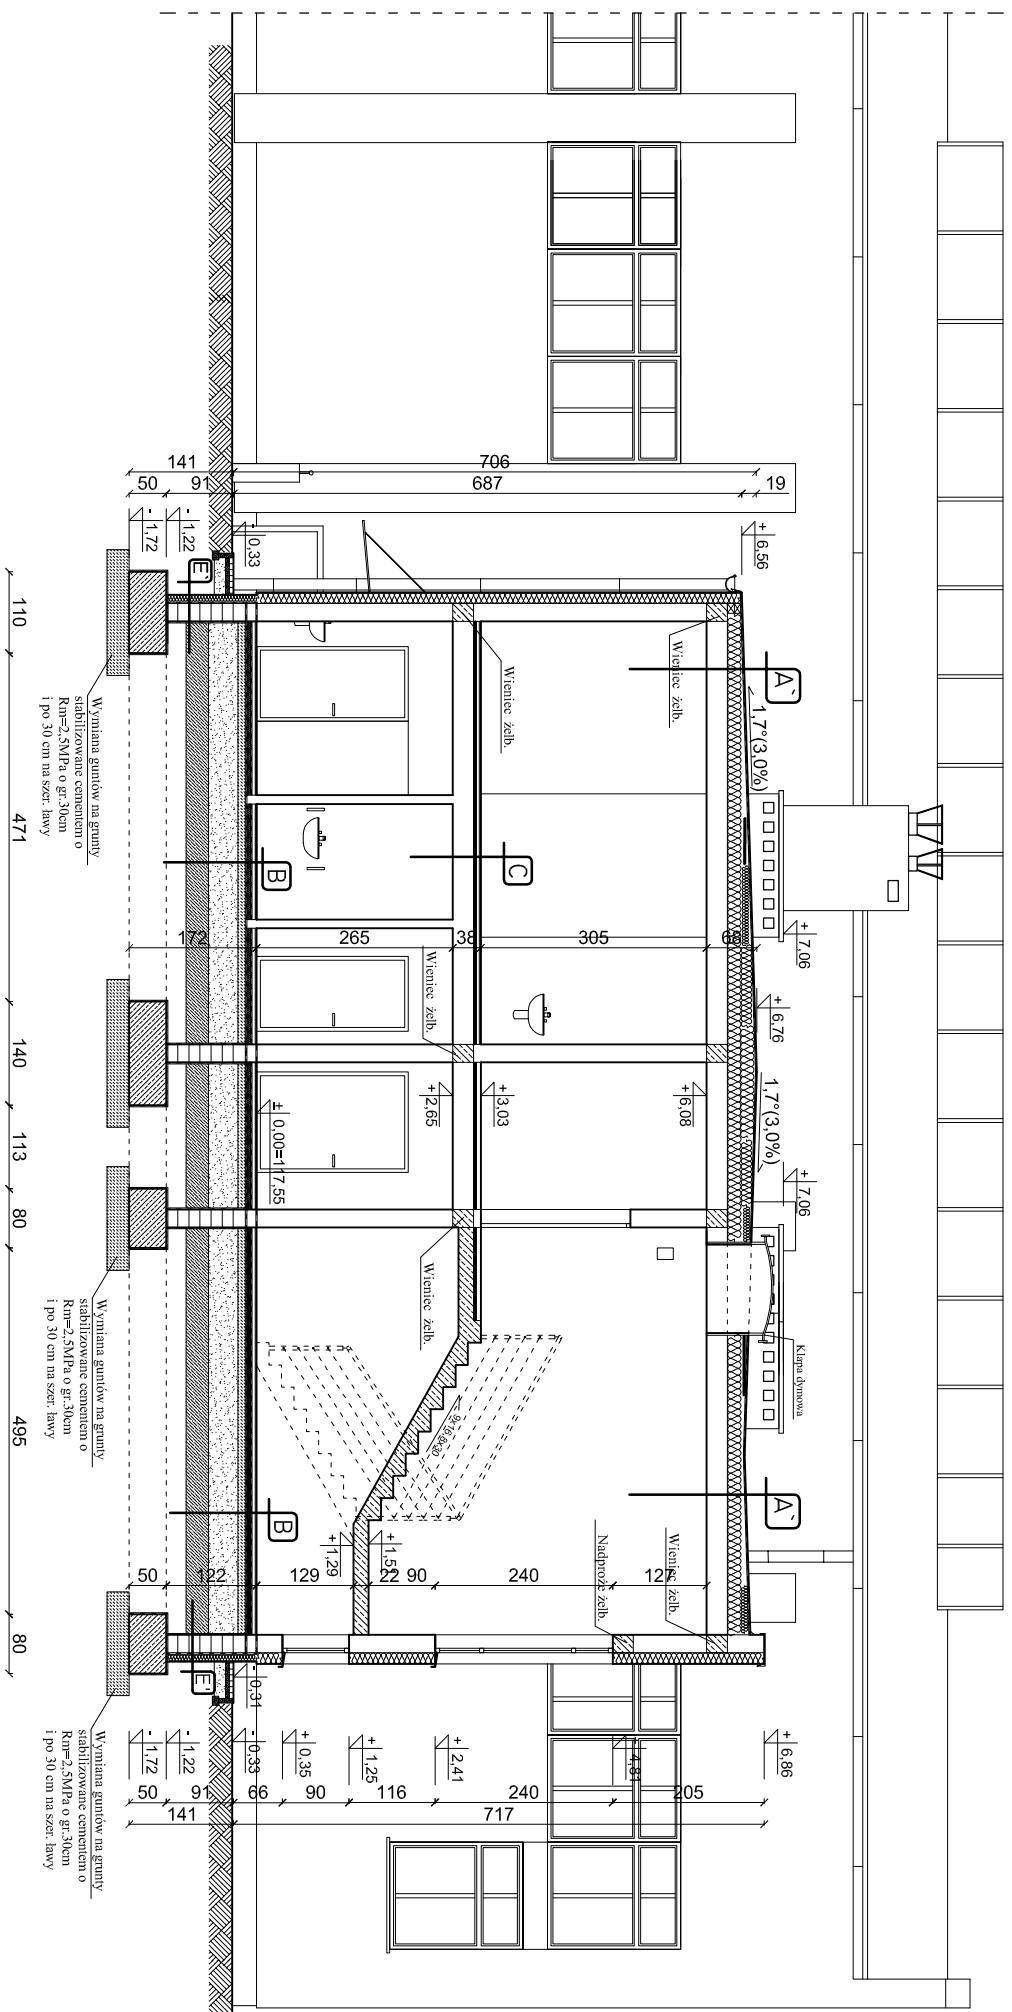 141
706
50
91
687
19
-
1,72
-
1,22
-
0,33
+
6,56
E`
A`
Wieniec żelb.
Wieniec żelb.
1,7°(3,0%)
110
Wymiana guntów na grunty
stabilizowane cementem o
Rm=2,5MPa o gr.30cm
i po 30 cm na szer. ławy
471
B
C
172
265
38
305
68
+
7,06
Wieniec żelb.
+
6,76
140
± 0,00=117,55
+
2,65
+
3,03
+
6,08
1,7°(3,0%)
113
+
7,06
80
Wymiana guntów na grunty
stabilizowane cementem o
Rm=2,5MPa o gr.30cm
i po 30 cm na szer. ławy
Wieniec żelb.
Klapa dymowa
9x16,8x30
495
B
A`
+
1,29
+
1,51
Nadproże żelb.
Wieniec żelb.
50
122
129
22
90
240
127
80
E`
-
0,31
Wymiana guntów na grunty
stabilizowane cementem o
Rm=2,5MPa o gr.30cm
i po 30 cm na szer. ławy
-
1,72
-
1,22
-
0,33
+
0,35
+
1,25
+
2,41
+
4,81
+
6,86
50
91
66
90
116
240
205
141
717